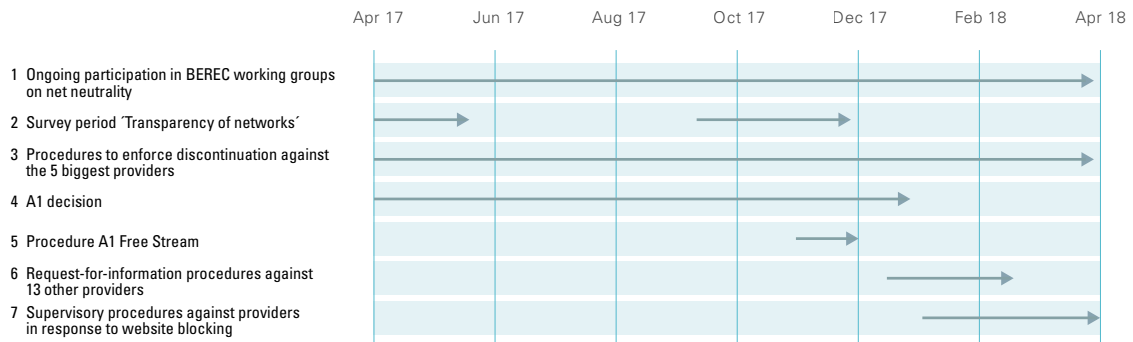 Apr 17 Jun 17 Aug 17 Oct 17 Dec 17 Feb 18 Apr 18
1 Ongoing participation in BEREC working groups
on net neutrality
2 Survey period ´Transparency of networks´
3 Procedures to enforce discontinuation against
the 5 biggest providers
4 A1 decision
5 Procedure A1 Free Stream
6 Request-for-information procedures against
13 other providers
7 Supervisory procedures against providers
in response to website blocking